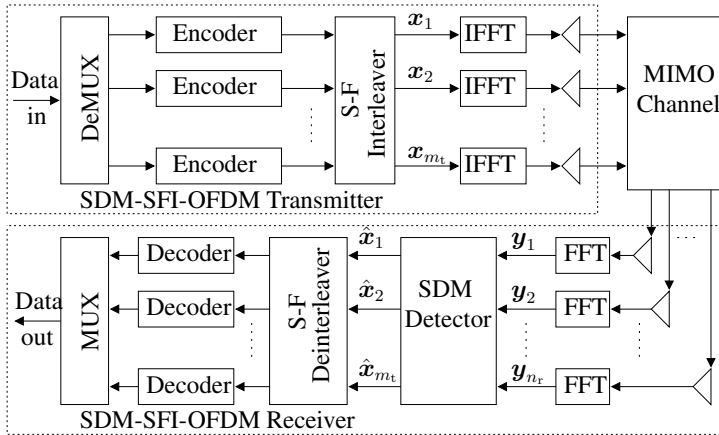 Data
in
DeMUX
Encoder
Encoder
Encoder
S-F
Interleaver
x₁
x₂
xₘₜ
IFFT
IFFT
IFFT
MIMO
Channel
SDM-SFI-OFDM Transmitter
Data
out
MUX
Decoder
Decoder
Decoder
S-F
Deinterleaver
x̂₁
x̂₂
x̂ₘₜ
SDM
Detector
y₁
y₂
yₙᵣ
FFT
FFT
FFT
SDM-SFI-OFDM Receiver